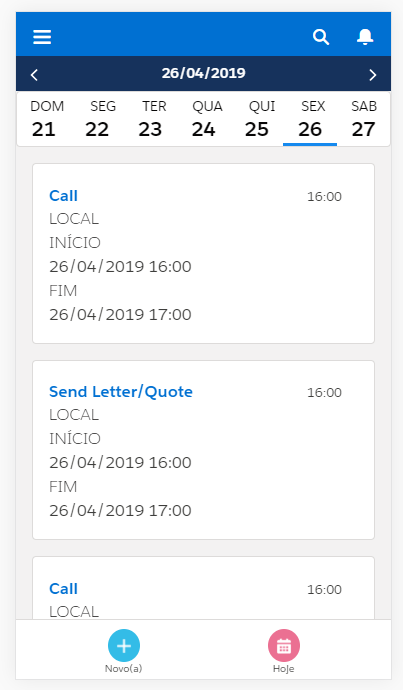 26/04/2019
DOM SEG TER QUA QUI SEX SAB
21 22 23 24 25 26 27
Call 16:00
LOCAL
INÍCIO
26/04/2019 16:00
FIM
26/04/2019 17:00
Send Letter/Quote 16:00
LOCAL
INÍCIO
26/04/2019 16:00
FIM
26/04/2019 17:00
Call 16:00
LOCAL
Novo(a) Hoje